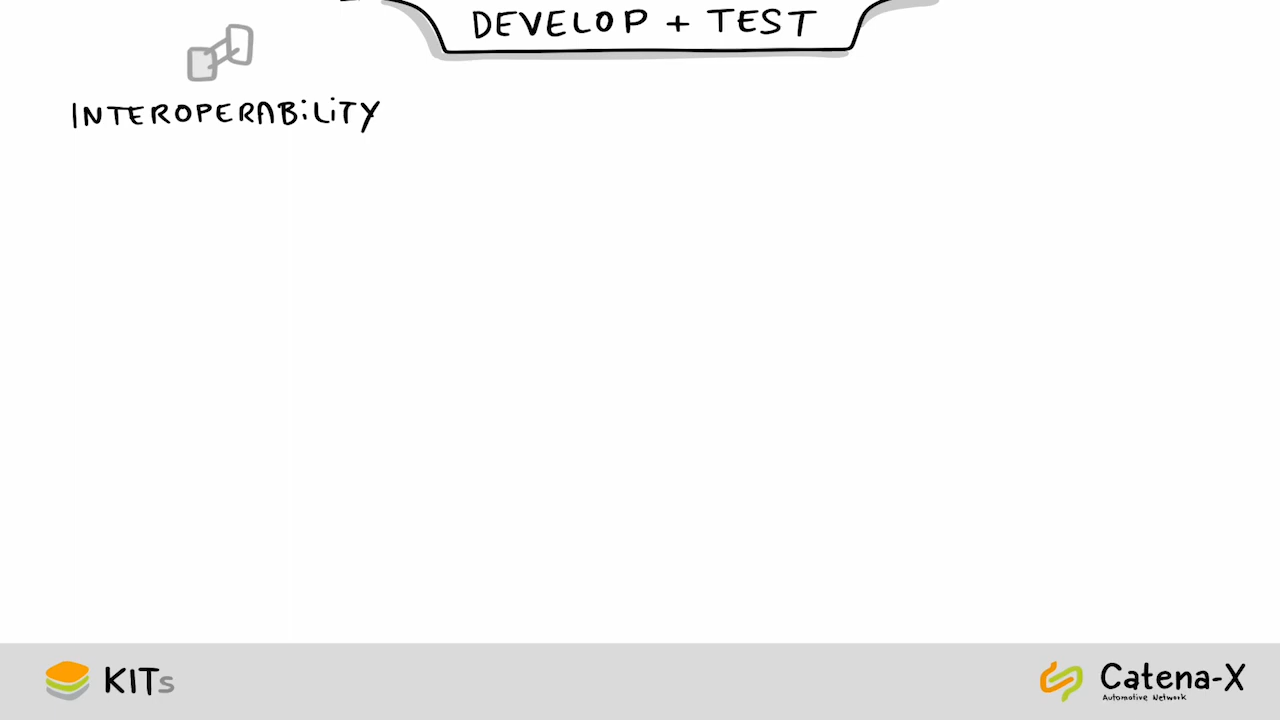 DEVELOP + TEST
INTEROPERABILITY
KITs
Catena-X
Automotive Network